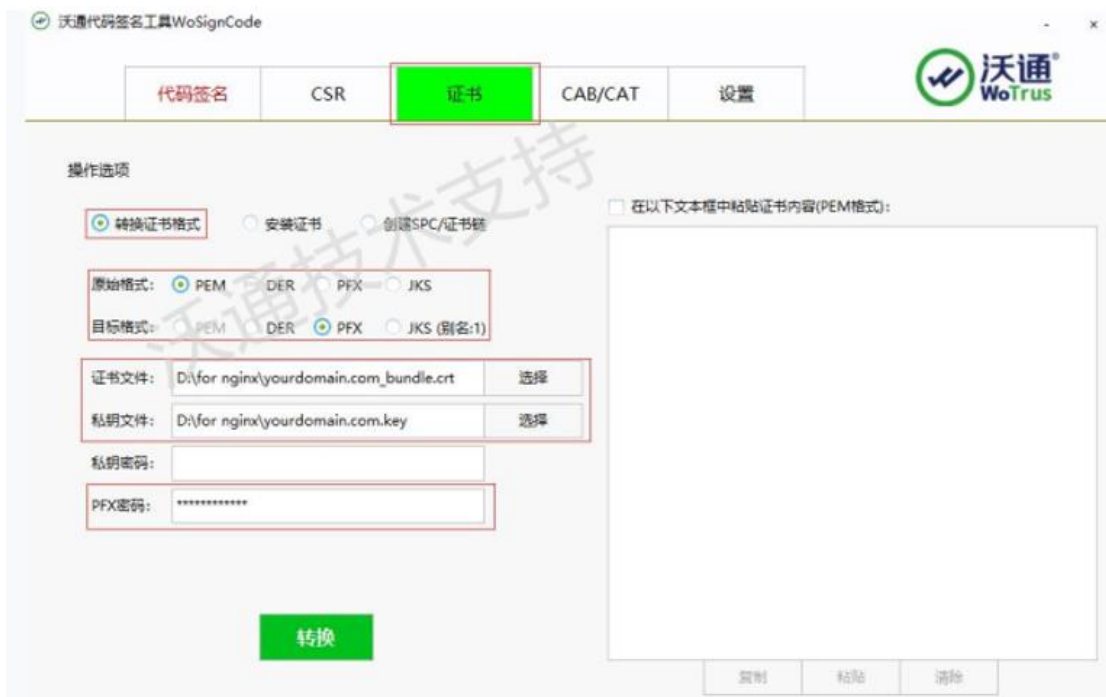 沃通代码签名工具WoSignCode
代码签名 CSR 证书 CAB/CAT 设置
沃通®
WoTrus
操作选项
转换证书格式 安装证书 创建SPC/证书链
在以下文本框中粘贴证书内容(PEM格式):
原始格式: PEM DER PFX JKS
目标格式: PEM DER PFX JKS (别名:1)
证书文件: D:\for nginx\yourdomain.com_bundle.crt 选择
私钥文件: D:\for nginx\yourdomain.com.key 选择
私钥密码:
PFX密码: ************
转换
复制 粘贴 清除
沃通技术支持